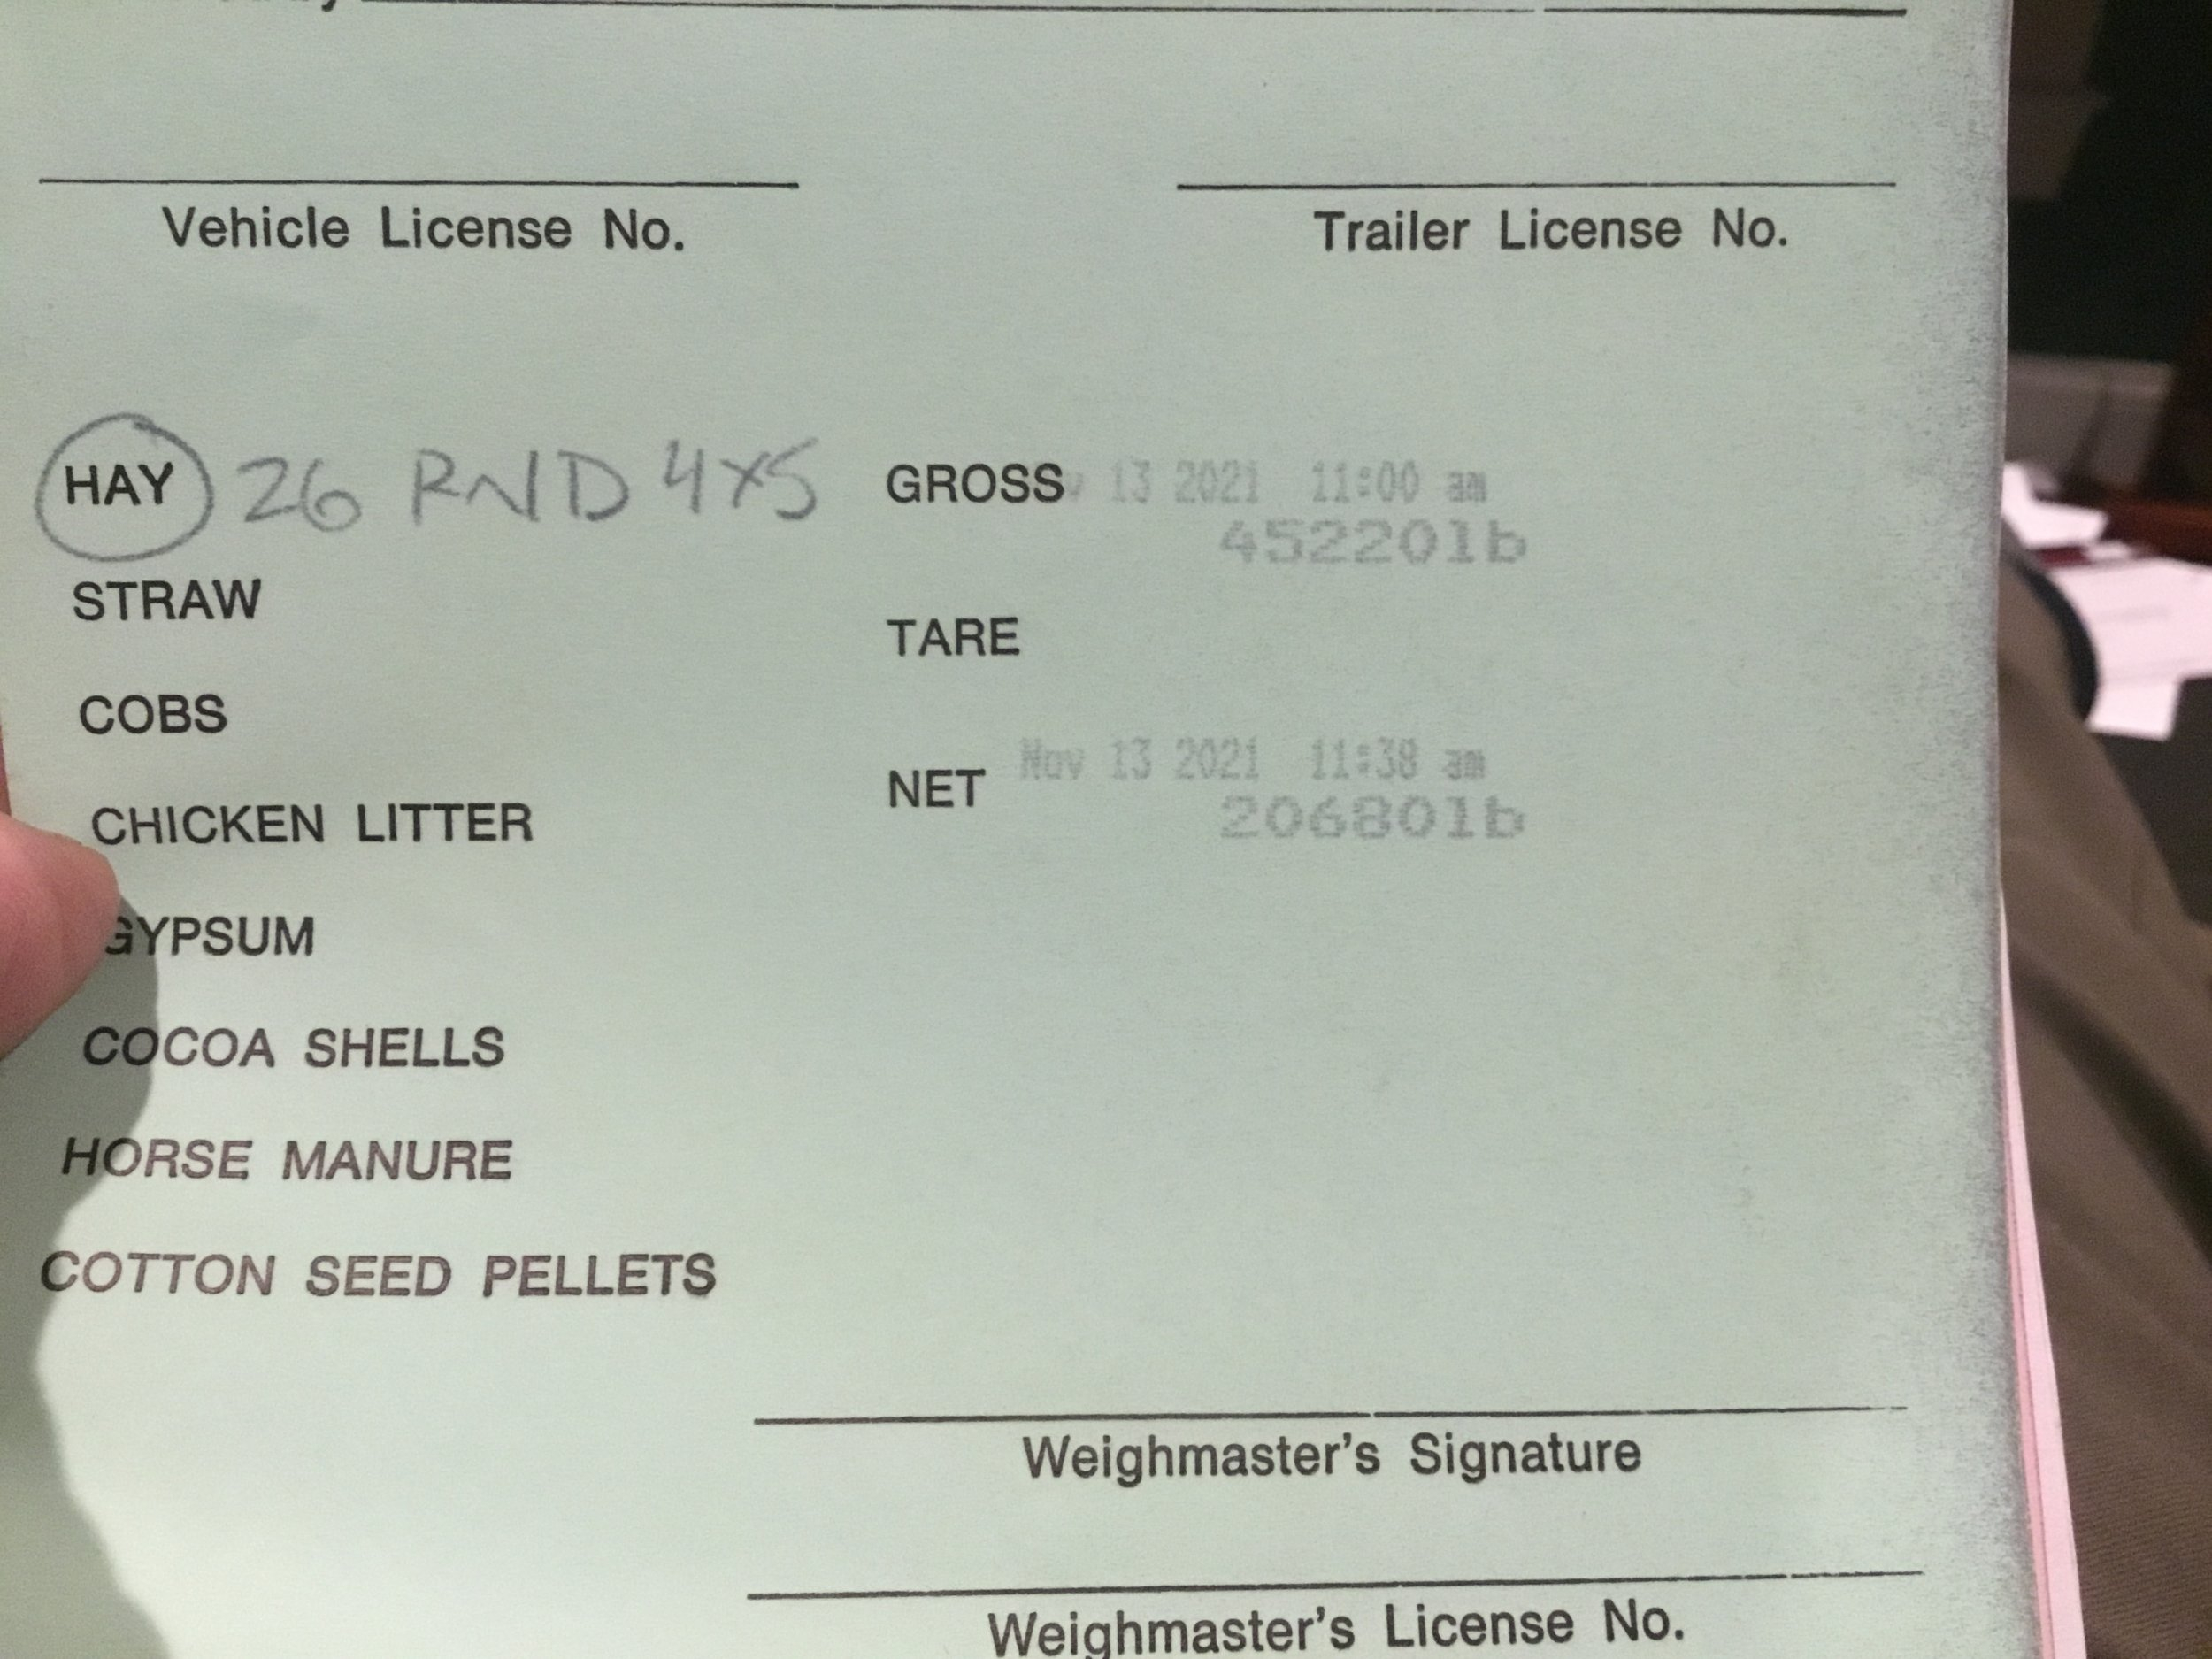 Vehicle License No.
Trailer License No.
HAY 26 RND 4x5
GROSS 13 2021 11:00 am
45220lb
STRAW
TARE
COBS
Nov 13 2021 11:38 am
NET
20680lb
CHICKEN LITTER
GYPSUM
COCOA SHELLS
HORSE MANURE
COTTON SEED PELLETS
Weighmaster's Signature
Weighmaster's License No.